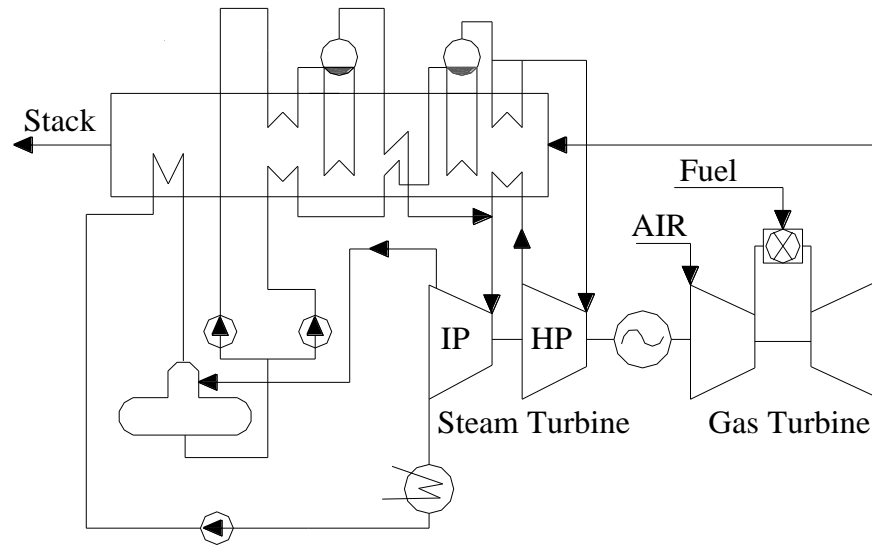 Stack
Fuel
AIR
IP
HP
Steam Turbine
Gas Turbine